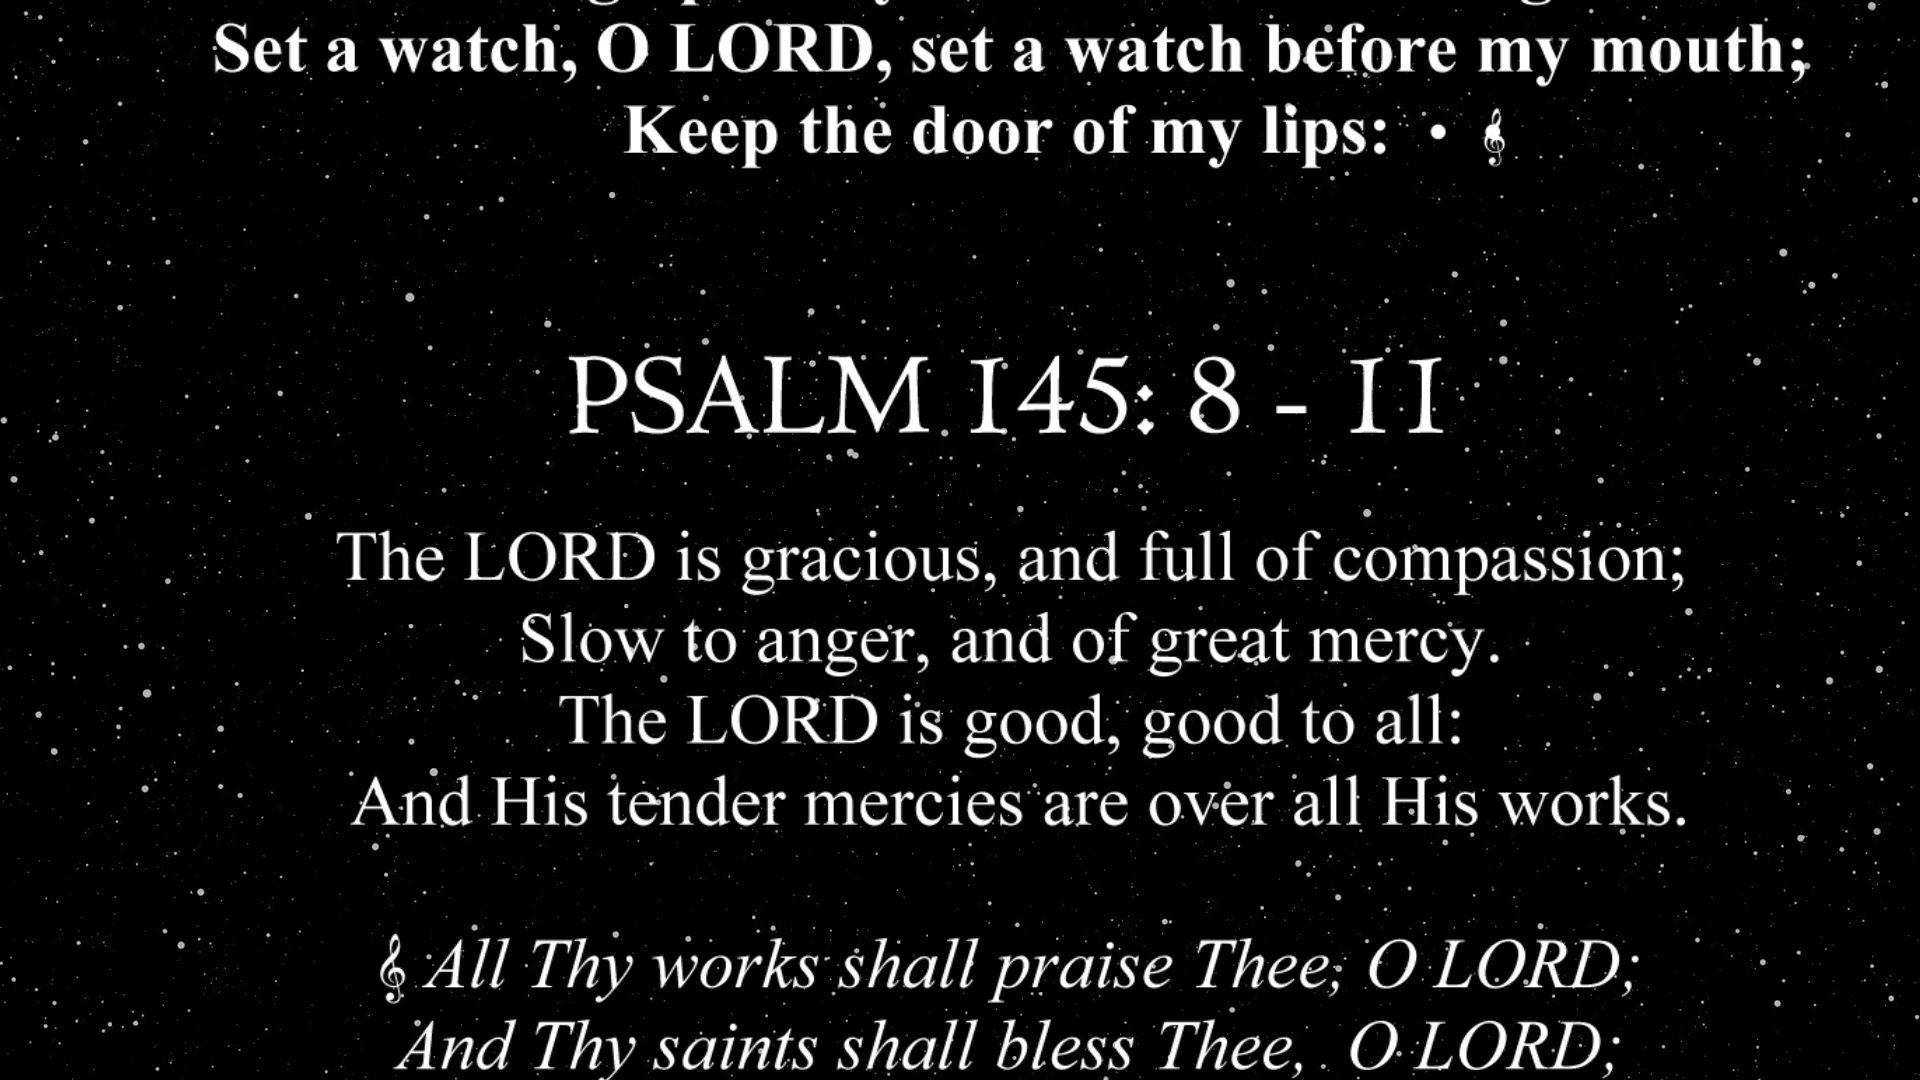 Set a watch, O LORD, set a watch before my mouth;
Keep the door of my lips: • 𝄞
PSALM 145: 8 - 11
The LORD is gracious, and full of compassion;
Slow to anger, and of great mercy.
The LORD is good, good to all:
And His tender mercies are over all His works.
𝄞 All Thy works shall praise Thee, O LORD;
And Thy saints shall bless Thee, O LORD;